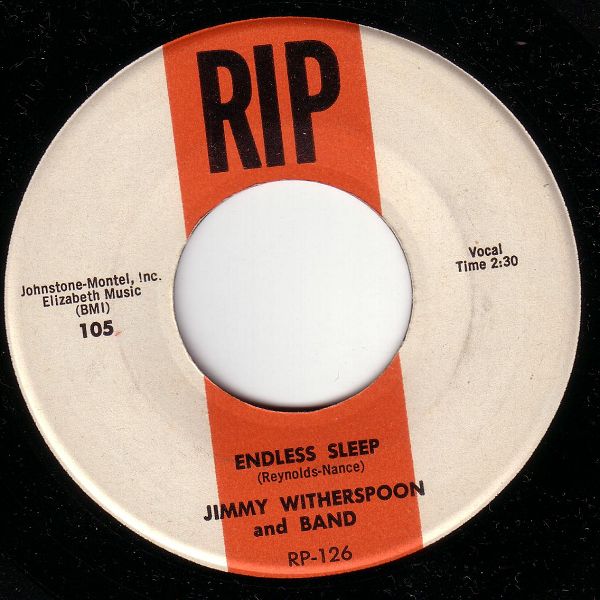 RIP
Johnstone-Montel, Inc.
Elizabeth Music
(BMI)
105
Vocal
Time 2:30
ENDLESS SLEEP
(Reynolds-Nance)
JIMMY WITHERSPOON
and BAND
RP-126